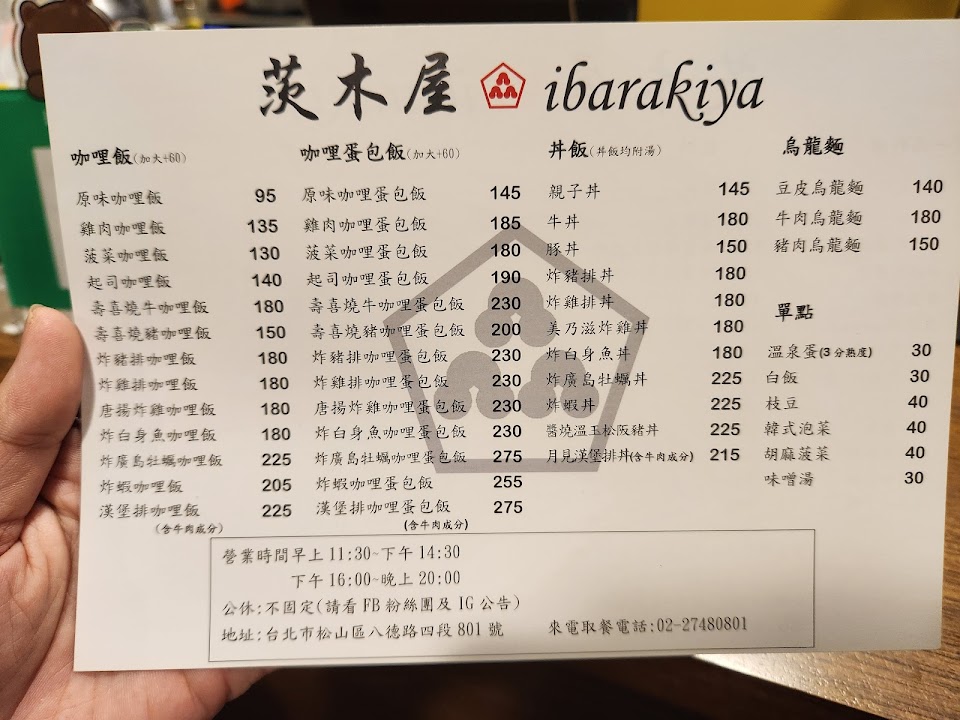 茨木屋 ibarakiya
咖哩飯(加大+60)
原味咖哩飯 95
雞肉咖哩飯 135
菠菜咖哩飯 130
起司咖哩飯 140
壽喜燒牛咖哩飯 180
壽喜燒豬咖哩飯 150
炸豬排咖哩飯 180
炸雞排咖哩飯 180
唐揚炸雞咖哩飯 180
炸白身魚咖哩飯 180
炸廣島牡蠣咖哩飯 225
炸蝦咖哩飯 205
漢堡排咖哩飯 225
(含牛肉成分)
咖哩蛋包飯(加大+60)
原味咖哩蛋包飯 145
雞肉咖哩蛋包飯 185
菠菜咖哩蛋包飯 180
起司咖哩蛋包飯 190
壽喜燒牛咖哩蛋包飯 230
壽喜燒豬咖哩蛋包飯 200
炸豬排咖哩蛋包飯 230
炸雞排咖哩蛋包飯 230
唐揚炸雞咖哩蛋包飯 230
炸白身魚咖哩蛋包飯 230
炸廣島牡蠣咖哩蛋包飯 275
炸蝦咖哩蛋包飯 255
漢堡排咖哩蛋包飯 275
(含牛肉成分)
丼飯(丼飯均附湯)
親子丼 145
牛丼 180
豚丼 150
炸豬排丼 180
炸雞排丼 180
美乃滋炸雞丼 180
炸白身魚丼 180
炸廣島牡蠣丼 225
炸蝦丼 225
醬燒溫玉松阪豬丼 225
月見漢堡排丼(含牛肉成分) 215
烏龍麵
豆皮烏龍麵 140
牛肉烏龍麵 180
豬肉烏龍麵 150
單點
溫泉蛋(3分熟度) 30
白飯 30
枝豆 40
韓式泡菜 40
胡麻菠菜 40
味噌湯 30
營業時間早上11:30~下午14:30
下午16:00~晚上20:00
公休:不固定(請看FB粉絲團及IG公告)
地址:台北市松山區八德路四段801號 來電取餐電話:02-27480801